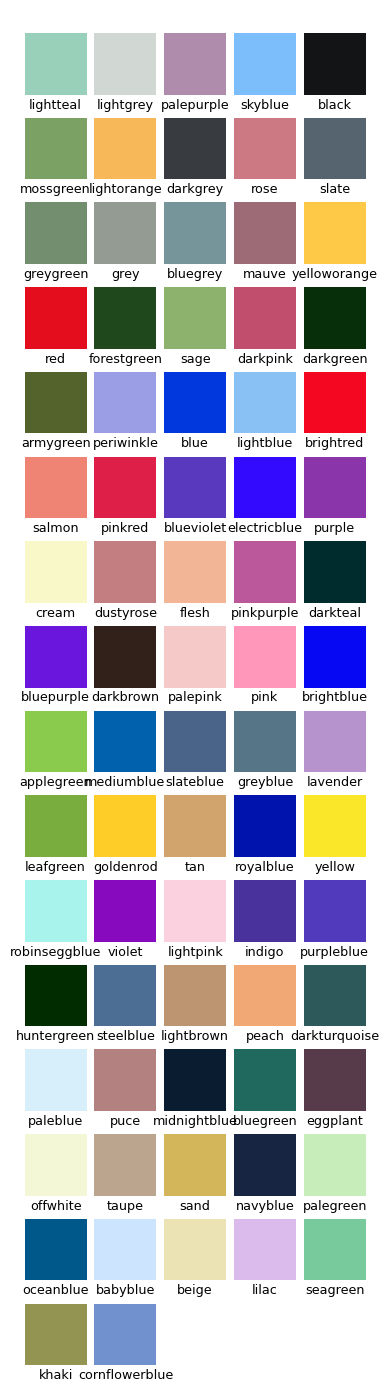 lightteal lightgrey palepurple skyblue black
mossgreen lightorange darkgrey rose slate
greygreen grey bluegrey mauve yelloworange
red forestgreen sage darkpink darkgreen
armygreen periwinkle blue lightblue brightred
salmon pinkred blueviolet electricblue purple
cream dustyrose flesh pinkpurple darkteal
bluepurple darkbrown palepink pink brightblue
applegreen mediumblue slateblue greyblue lavender
leafgreen goldenrod tan royalblue yellow
robinseggblue violet lightpink indigo purpleblue
huntergreen steelblue lightbrown peach darkturquoise
paleblue puce midnightblue bluegreen eggplant
offwhite taupe sand navyblue palegreen
oceanblue babyblue beige lilac seagreen
khaki cornflowerblue